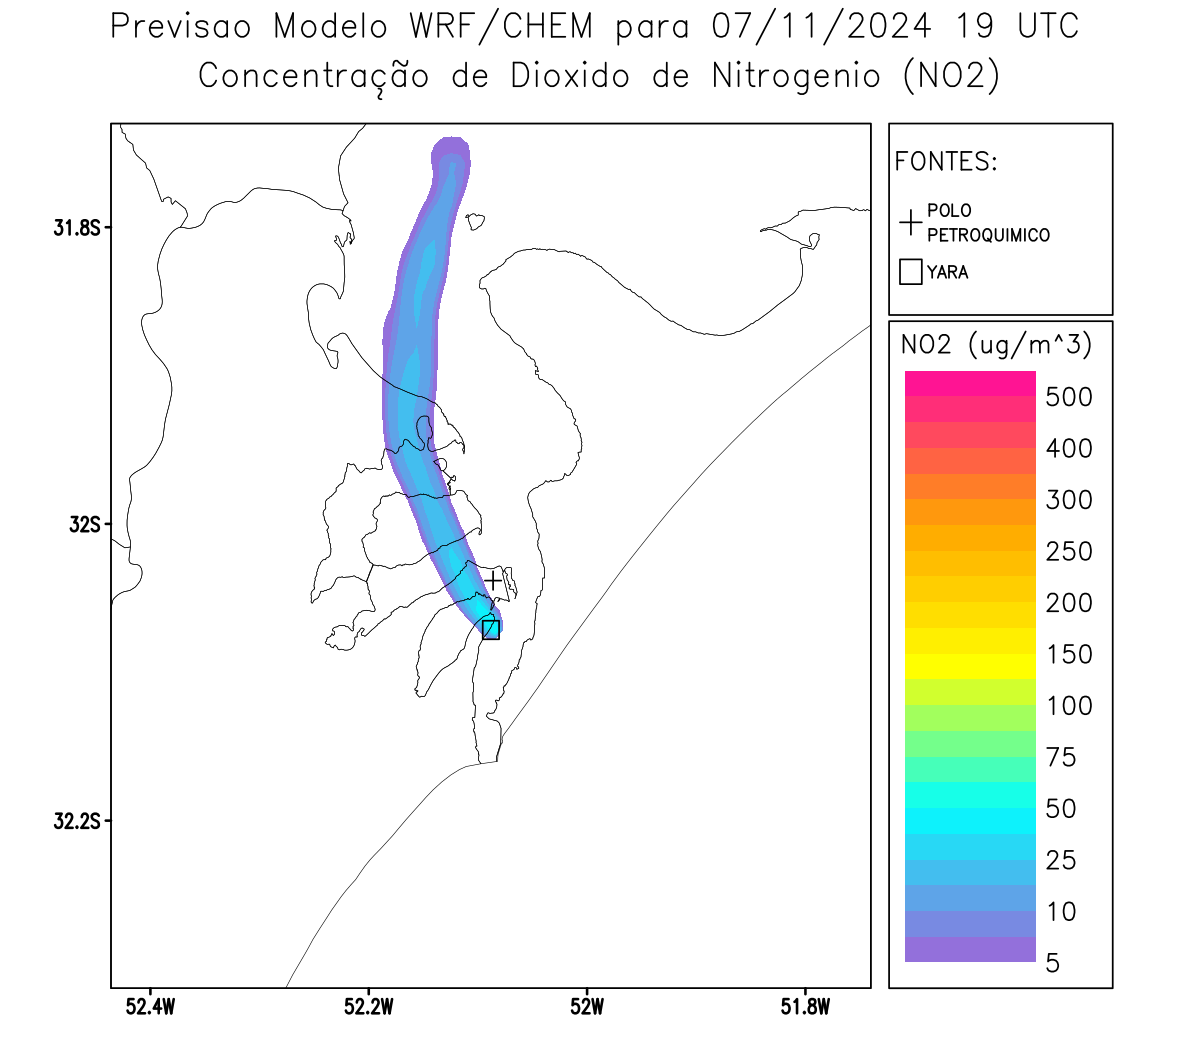 Previsao Modelo WRF/CHEM para 07/11/2024 19 UTC
Concentração de Dioxido de Nitrogenio (NO2)
FONTES:
POLO
PETROQUIMICO
YARA
NO2 (ug/m^3)
500
400
300
250
200
150
100
75
50
25
10
5
31.8S
32S
32.2S
52.4W
52.2W
52W
51.8W